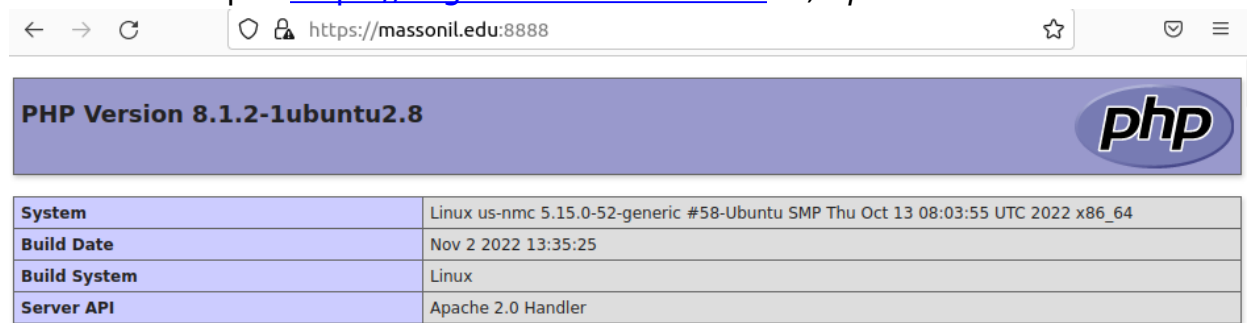 https://massonil.edu:8888
PHP Version 8.1.2-1ubuntu2.8
php
System Linux us-nmc 5.15.0-52-generic #58-Ubuntu SMP Thu Oct 13 08:03:55 UTC 2022 x86_64
Build Date Nov 2 2022 13:35:25
Build System Linux
Server API Apache 2.0 Handler